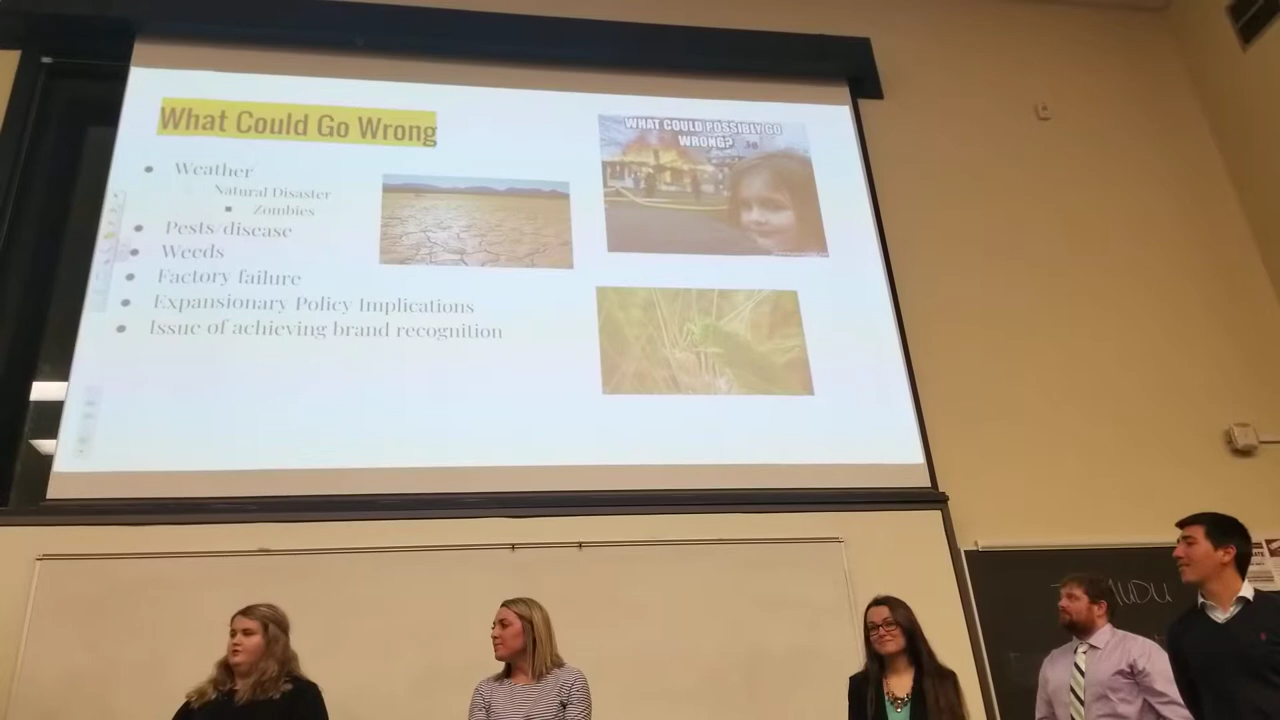 What Could Go Wrong
Weather
Natural Disaster
Zombies
Pests/disease
Weeds
Factory failure
Expansionary Policy Implications
Issue of achieving brand recognition
WHAT COULD POSSIBLY GO
WRONG?